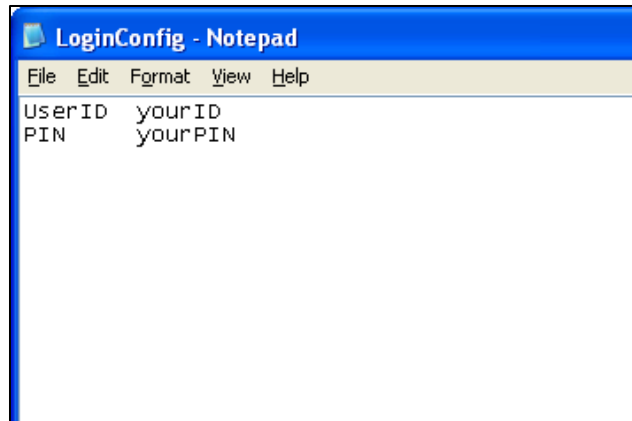 LoginConfig - Notepad
File Edit Format View Help
UserID yourID
PIN yourPIN